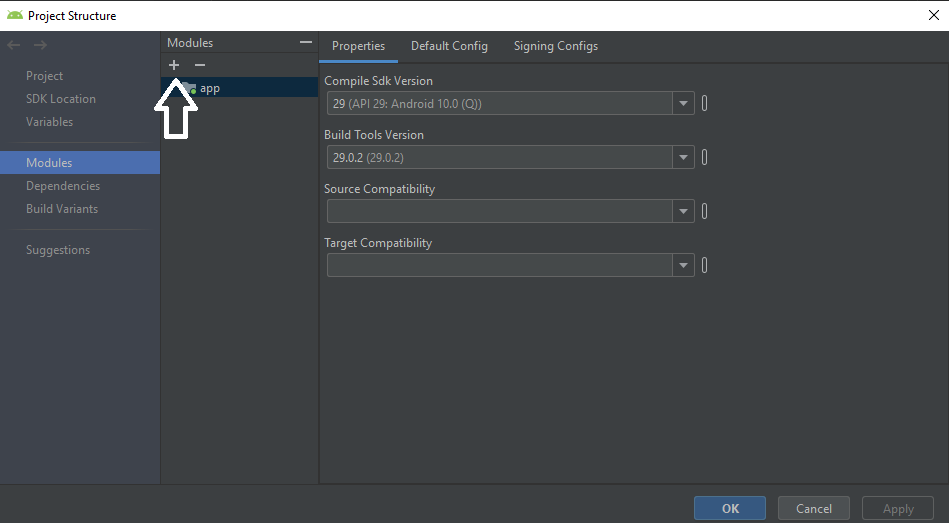 Project Structure
Project
SDK Location
Variables
Modules
Dependencies
Build Variants
Suggestions
Modules
app
Properties Default Config Signing Configs
Compile Sdk Version
29 (API 29: Android 10.0 (Q))
Build Tools Version
29.0.2 (29.0.2)
Source Compatibility
Target Compatibility
OK Cancel Apply